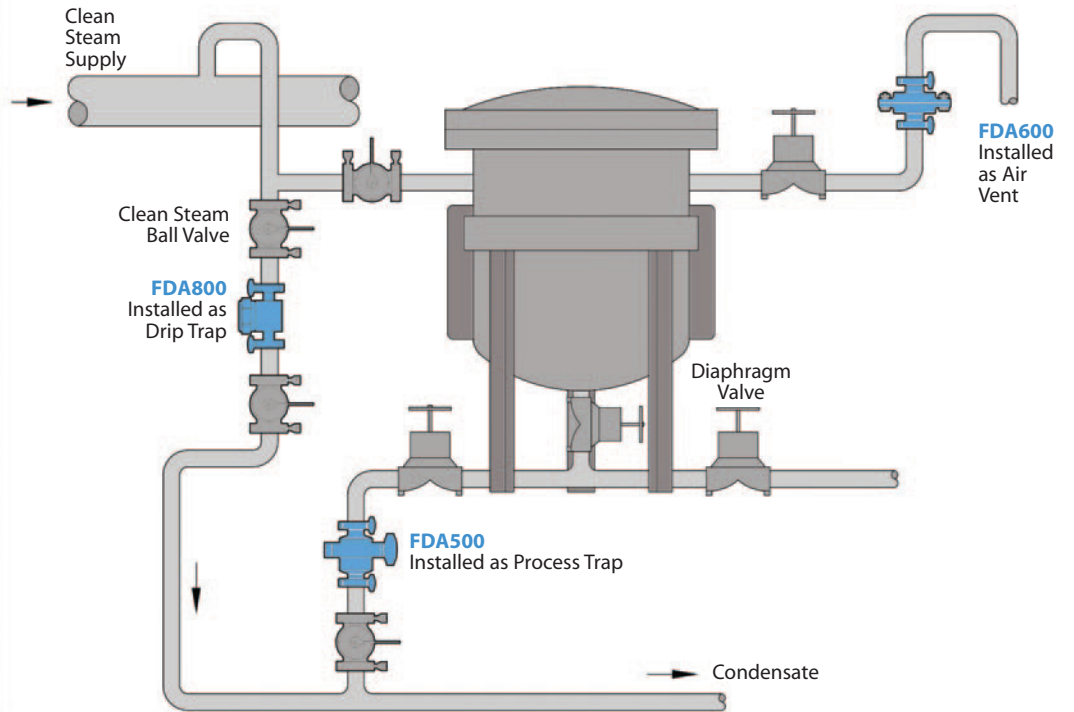 Clean
Steam
Supply
FDA600
Installed
as Air
Vent
Clean Steam
Ball Valve
FDA800
Installed as
Drip Trap
Diaphragm
Valve
FDA500
Installed as Process Trap
Condensate